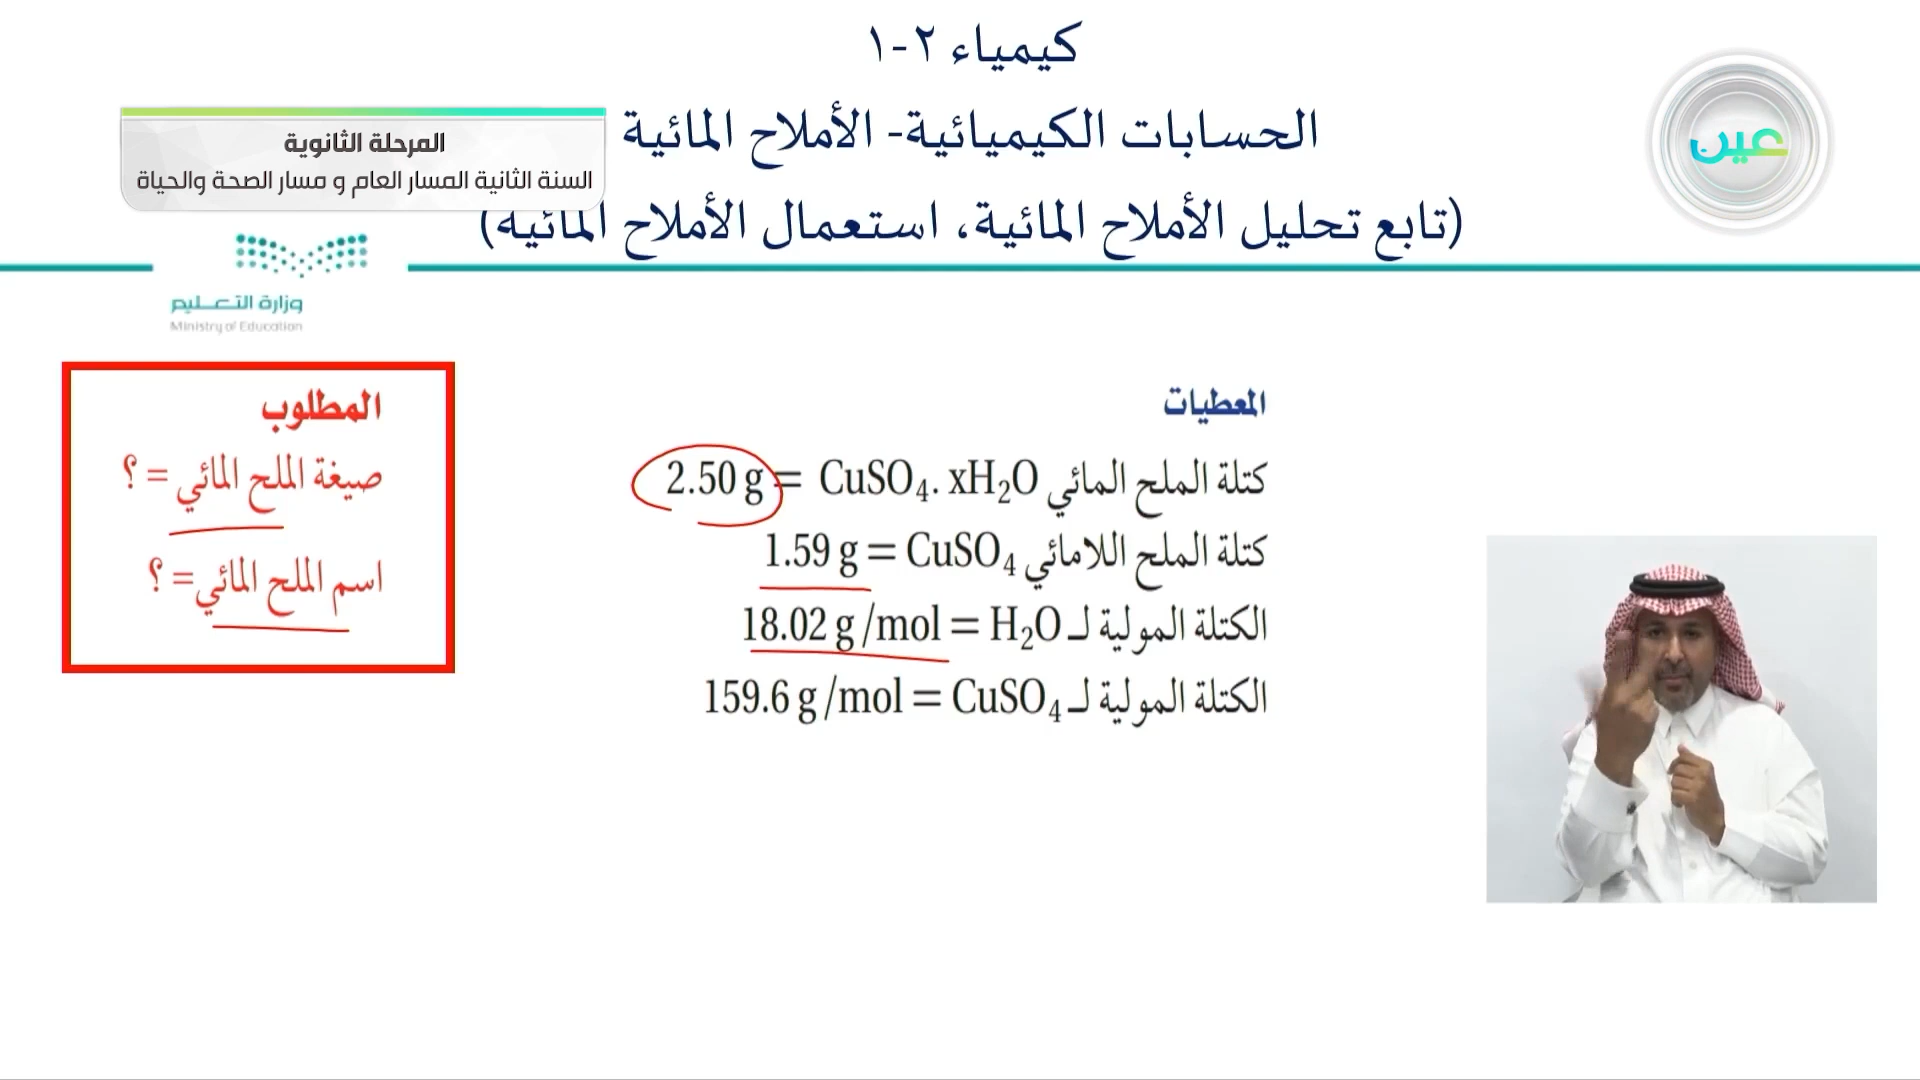 كيمياء ٢-١
الحسابات الكيميائية- الأملاح المائية
(تابع تحليل الأملاح المائية، استعمال الأملاح المائية)
المرحلة الثانوية
السنة الثانية المسار العام و مسار الصحة والحياة
عين
وزارة التعليم
Ministry of Education
المعطيات
كتلة الملح المائي CuSO₄. xH₂O = 2.50 g
كتلة الملح اللامائي CuSO₄ = 1.59 g
الكتلة المولية لـ H₂O = 18.02 g/mol
الكتلة المولية لـ CuSO₄ = 159.6 g/mol
المطلوب
صيغة الملح المائي = ؟
اسم الملح المائي= ؟